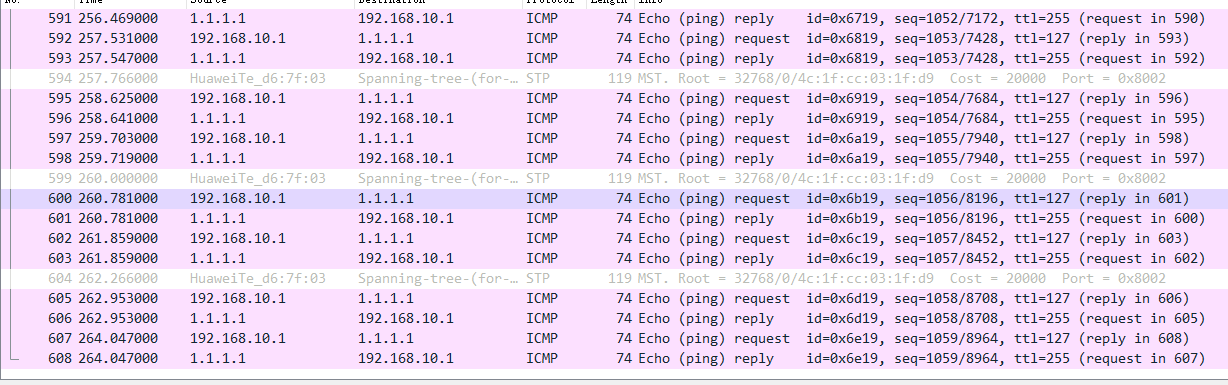 No. Time Source Destination Protocol Length Info
591 256.469000 1.1.1.1 192.168.10.1 ICMP 74 Echo (ping) reply id=0x6719, seq=1052/7172, ttl=255 (request in 590)
592 257.531000 192.168.10.1 1.1.1.1 ICMP 74 Echo (ping) request id=0x6819, seq=1053/7428, ttl=127 (reply in 593)
593 257.547000 1.1.1.1 192.168.10.1 ICMP 74 Echo (ping) reply id=0x6819, seq=1053/7428, ttl=255 (request in 592)
594 257.766000 HuaweiTe_d6:7f:03 Spanning-tree-(for-… STP 119 MST. Root = 32768/0/4c:1f:cc:03:1f:d9 Cost = 20000 Port = 0x8002
595 258.625000 192.168.10.1 1.1.1.1 ICMP 74 Echo (ping) request id=0x6919, seq=1054/7684, ttl=127 (reply in 596)
596 258.641000 1.1.1.1 192.168.10.1 ICMP 74 Echo (ping) reply id=0x6919, seq=1054/7684, ttl=255 (request in 595)
597 259.703000 192.168.10.1 1.1.1.1 ICMP 74 Echo (ping) request id=0x6a19, seq=1055/7940, ttl=127 (reply in 598)
598 259.719000 1.1.1.1 192.168.10.1 ICMP 74 Echo (ping) reply id=0x6a19, seq=1055/7940, ttl=255 (request in 597)
599 260.000000 HuaweiTe_d6:7f:03 Spanning-tree-(for-… STP 119 MST. Root = 32768/0/4c:1f:cc:03:1f:d9 Cost = 20000 Port = 0x8002
600 260.781000 192.168.10.1 1.1.1.1 ICMP 74 Echo (ping) request id=0x6b19, seq=1056/8196, ttl=127 (reply in 601)
601 260.781000 1.1.1.1 192.168.10.1 ICMP 74 Echo (ping) reply id=0x6b19, seq=1056/8196, ttl=255 (request in 600)
602 261.859000 192.168.10.1 1.1.1.1 ICMP 74 Echo (ping) request id=0x6c19, seq=1057/8452, ttl=127 (reply in 603)
603 261.859000 1.1.1.1 192.168.10.1 ICMP 74 Echo (ping) reply id=0x6c19, seq=1057/8452, ttl=255 (request in 602)
604 262.266000 HuaweiTe_d6:7f:03 Spanning-tree-(for-… STP 119 MST. Root = 32768/0/4c:1f:cc:03:1f:d9 Cost = 20000 Port = 0x8002
605 262.953000 192.168.10.1 1.1.1.1 ICMP 74 Echo (ping) request id=0x6d19, seq=1058/8708, ttl=127 (reply in 606)
606 262.953000 1.1.1.1 192.168.10.1 ICMP 74 Echo (ping) reply id=0x6d19, seq=1058/8708, ttl=255 (request in 605)
607 264.047000 192.168.10.1 1.1.1.1 ICMP 74 Echo (ping) request id=0x6e19, seq=1059/8964, ttl=127 (reply in 608)
608 264.047000 1.1.1.1 192.168.10.1 ICMP 74 Echo (ping) reply id=0x6e19, seq=1059/8964, ttl=255 (request in 607)